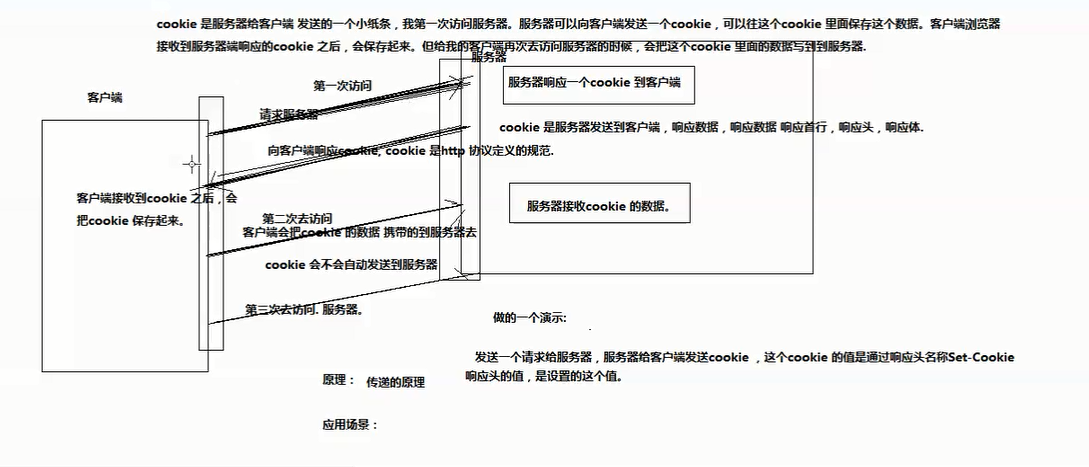 cookie 是服务器给客户端 发送的一个小纸条，我第一次访问服务器。服务器可以向客户端发送一个cookie，可以往这个cookie 里面保存这个数据。客户端浏览器
接收到服务器端响应的cookie 之后，会保存起来。但给我的客户端再次去访问服务器的时候，会把这个cookie 里面的数据写到到服务器.
服务器
第一次访问
服务器响应一个cookie 到客户端
客户端
请求服务器
cookie 是服务器发送到客户端，响应数据，响应数据 响应首行，响应头，响应体.
向客户端响应cookie, cookie 是http 协议定义的规范.
客户端接收到cookie 之后，会
把cookie 保存起来。
服务器接收cookie 的数据。
第二次去访问
客户端会把cookie 的数据 携带的到服务器去
cookie 会不会自动发送到服务器
第三次去访问. 服务器。
做的一个演示:
发送一个请求给服务器，服务器给客户端发送cookie ，这个cookie 的值是通过响应头名称Set-Cookie
响应头的值，是设置的这个值。
原理： 传递的原理
应用场景：